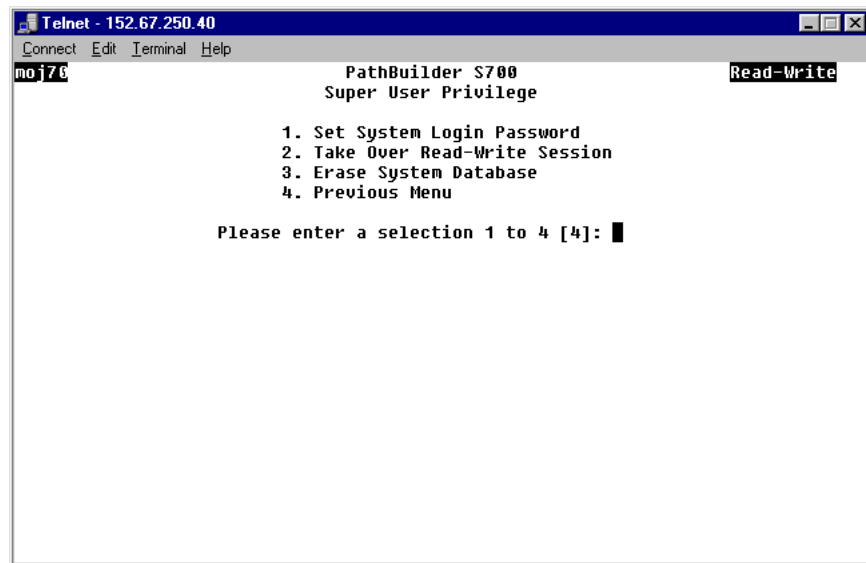 Telnet - 152.67.250.40
Connect Edit Terminal Help
moj70 PathBuilder S700 Read-Write
Super User Privilege
1. Set System Login Password
2. Take Over Read-Write Session
3. Erase System Database
4. Previous Menu
Please enter a selection 1 to 4 [4]: